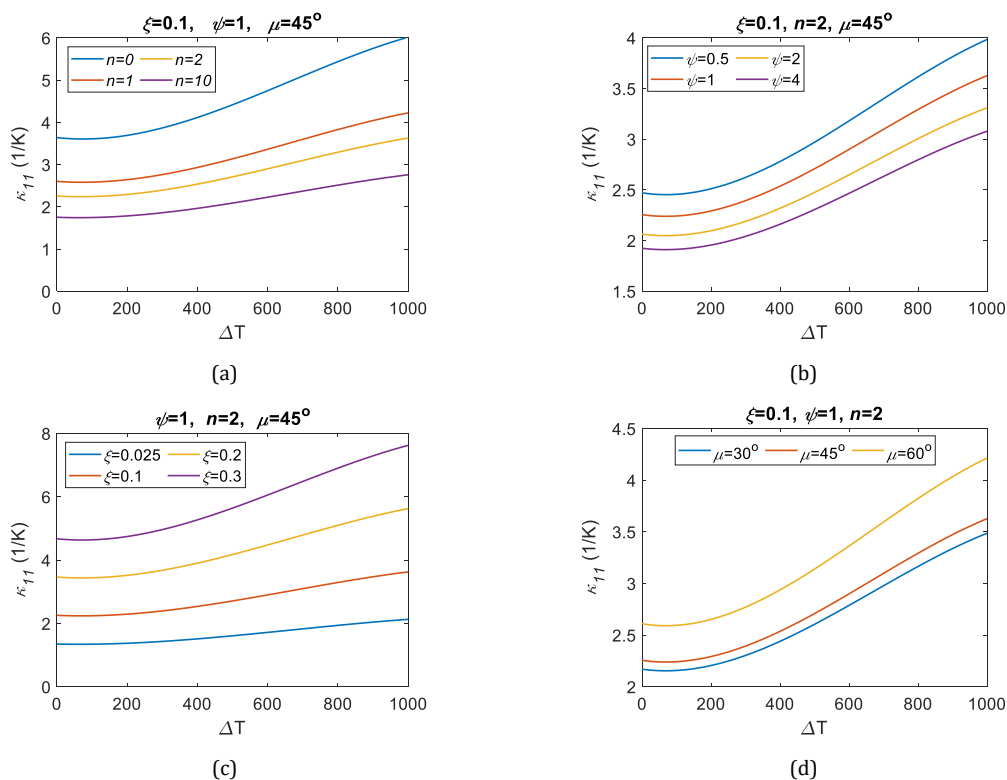 ξ=0.1, ψ=1, μ=45°
6
5
4
3
2
1
0
κ11 (1/K)
n=0 n=2
n=1 n=10
0 200 400 600 800 1000
ΔT
(a)
ξ=0.1, n=2, μ=45°
4
3.5
3
2.5
2
1.5
κ11 (1/K)
ψ=0.5 ψ=2
ψ=1 ψ=4
0 200 400 600 800 1000
ΔT
(b)
ψ=1, n=2, μ=45°
8
6
4
2
0
κ11 (1/K)
ξ=0.025 ξ=0.2
ξ=0.1 ξ=0.3
0 200 400 600 800 1000
ΔT
(c)
ξ=0.1, ψ=1, n=2
4.5
4
3.5
3
2.5
2
κ11 (1/K)
μ=30° μ=45° μ=60°
0 200 400 600 800 1000
ΔT
(d)